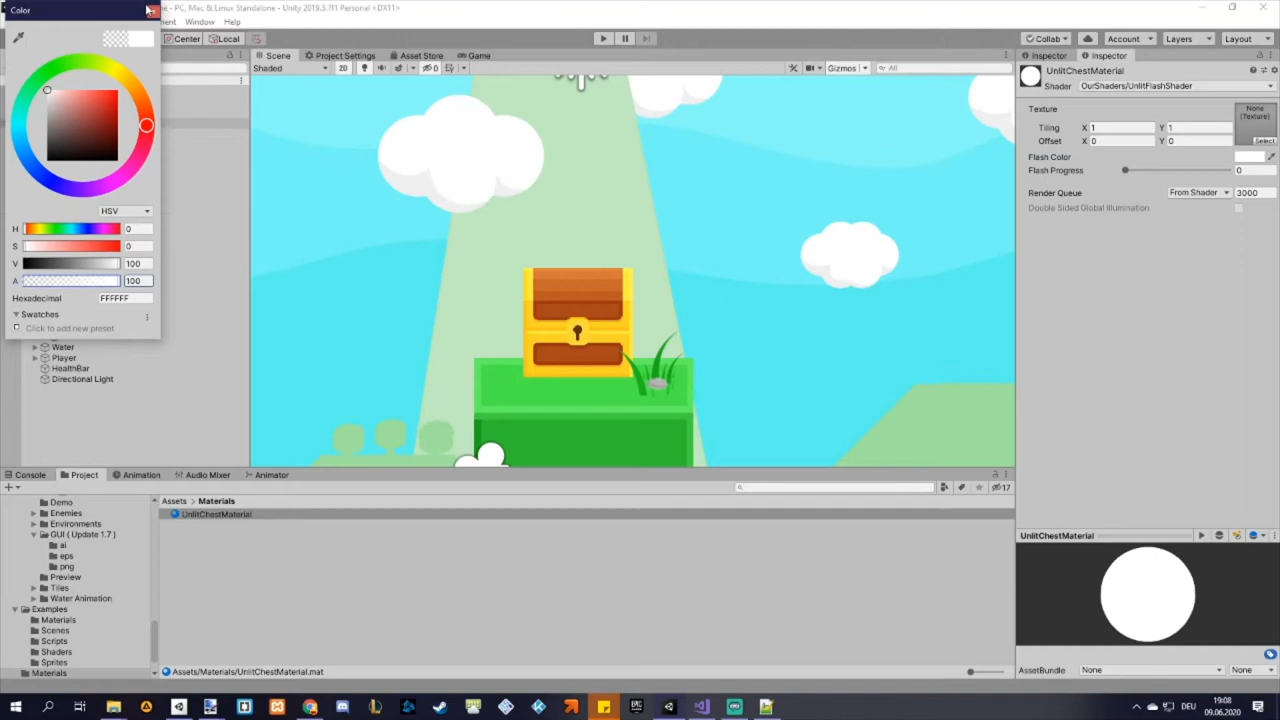 Color
e - PC, Mac & Linux Standalone - Unity 2019.3.7f1 Personal <DX11>
ment Window Help
Center Local
Collab Account Layers Layout
Scene Project Settings Asset Store Game
Shaded 2D 0 Gizmos All
Inspector Inspector
UnlitChestMaterial
Shader OurShaders/UnlitFlashShader
Texture None (Texture)
Tiling X 1 Y 1
Offset X 0 Y 0 Select
Flash Color
Flash Progress 0
Render Queue From Shader 3000
Double Sided Global Illumination
HSV
H 0
S 0
V 100
A 100
Hexadecimal FFFFFF
Swatches
Click to add new preset
Water
Player
HealthBar
Directional Light
Console Project Animation Audio Mixer Animator
17
Demo
Enemies
Environments
GUI ( Update 1.7 )
ai
eps
png
Preview
Tiles
Water Animation
Examples
Materials
Scenes
Scripts
Shaders
Sprites
Materials
Assets > Materials
UnlitChestMaterial
Assets/Materials/UnlitChestMaterial.mat
UnlitChestMaterial
AssetBundle None None
EPIC GAMES
DEU
19:08
09.06.2020